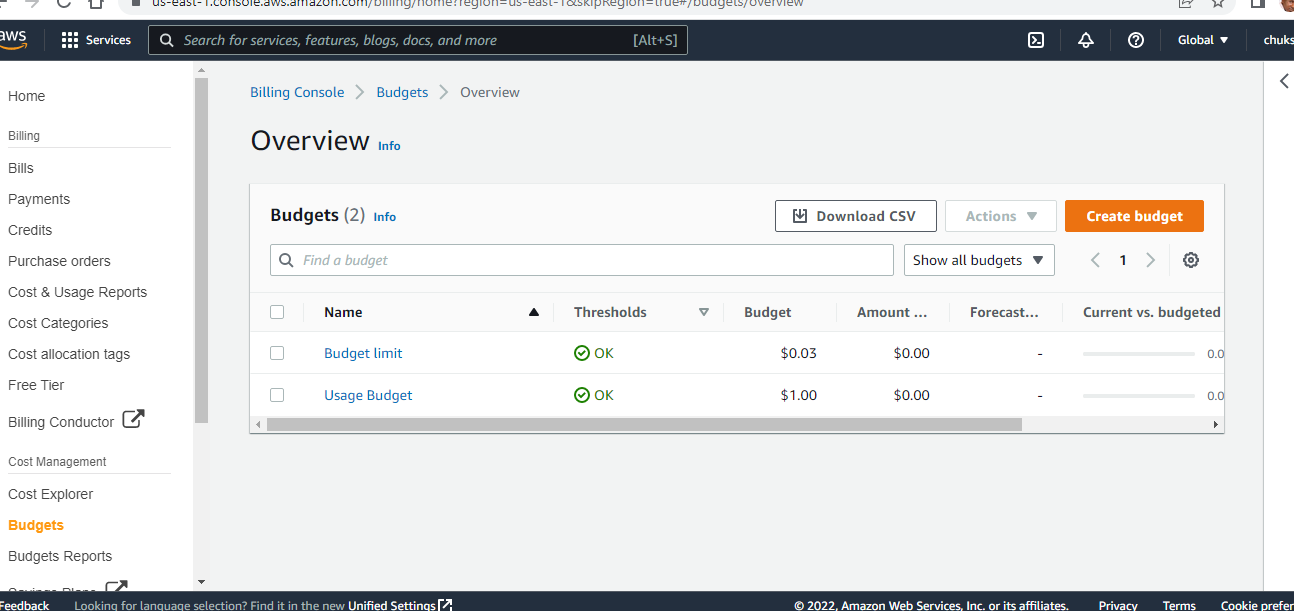 us-east-1.console.aws.amazon.com/billing/home?region=us-east-1&skipRegion=true#/budgets/overview
aws
Services
Search for services, features, blogs, docs, and more [Alt+S]
Global
chuks
Home
Billing
Bills
Payments
Credits
Purchase orders
Cost & Usage Reports
Cost Categories
Cost allocation tags
Free Tier
Billing Conductor
Cost Management
Cost Explorer
Budgets
Budgets Reports
Savings Plans
Billing Console Budgets Overview
Overview Info
Budgets (2) Info
Download CSV
Actions
Create budget
Find a budget
Show all budgets
1
Name Thresholds Budget Amount ... Forecast... Current vs. budgeted
Budget limit OK $0.03 $0.00 - 0.0
Usage Budget OK $1.00 $0.00 - 0.0
Feedback Looking for language selection? Find it in the new Unified Settings
© 2022, Amazon Web Services, Inc. or its affiliates. Privacy Terms Cookie prefer